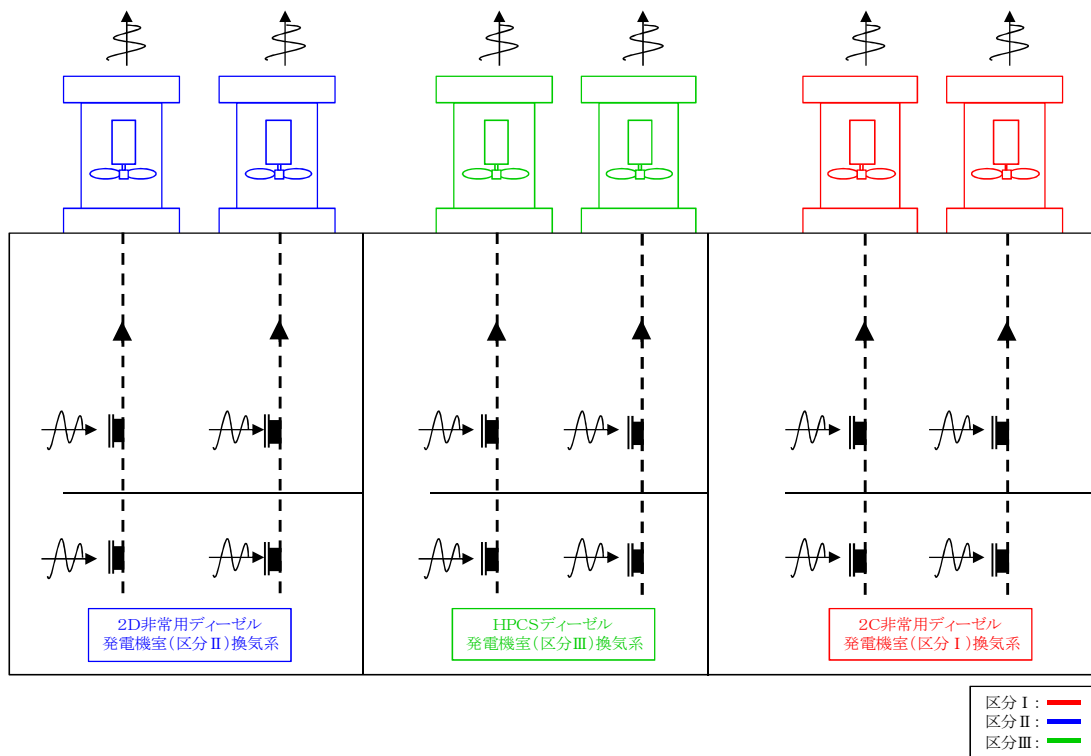 2D非常用ディーゼル
発電機室(区分Ⅱ)換気系
HPCSディーゼル
発電機室(区分Ⅲ)換気系
2C非常用ディーゼル
発電機室(区分Ⅰ)換気系
区分Ⅰ:
区分Ⅱ:
区分Ⅲ: